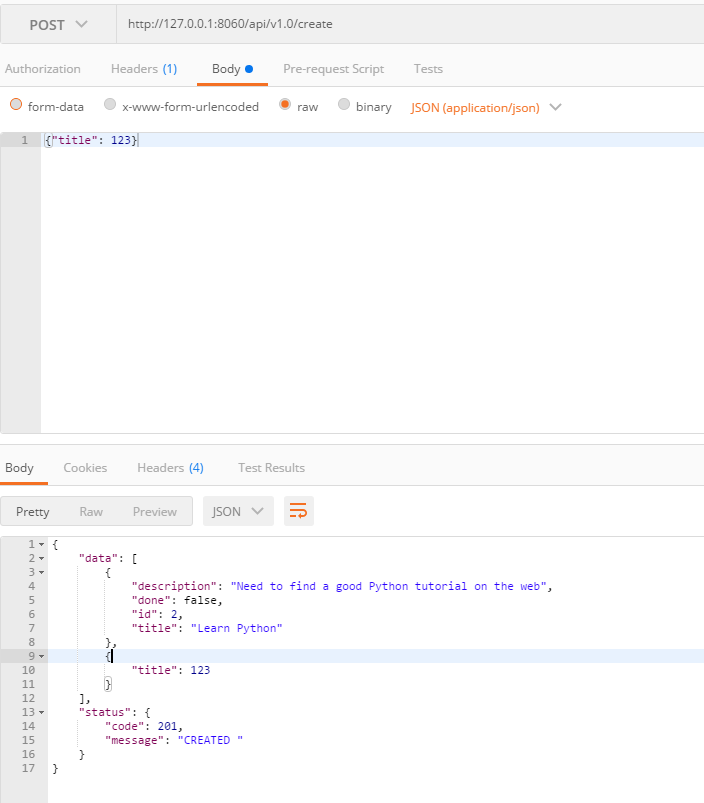 POST http://127.0.0.1:8060/api/v1.0/create
Authorization Headers (1) Body Pre-request Script Tests
form-data x-www-form-urlencoded raw binary JSON (application/json)
1 {"title": 123}
Body Cookies Headers (4) Test Results
Pretty Raw Preview JSON
1 {
2 "data": [
3 {
4 "description": "Need to find a good Python tutorial on the web",
5 "done": false,
6 "id": 2,
7 "title": "Learn Python"
8 },
9 {
10 "title": 123
11 }
12 ],
13 "status": {
14 "code": 201,
15 "message": "CREATED "
16 }
17 }